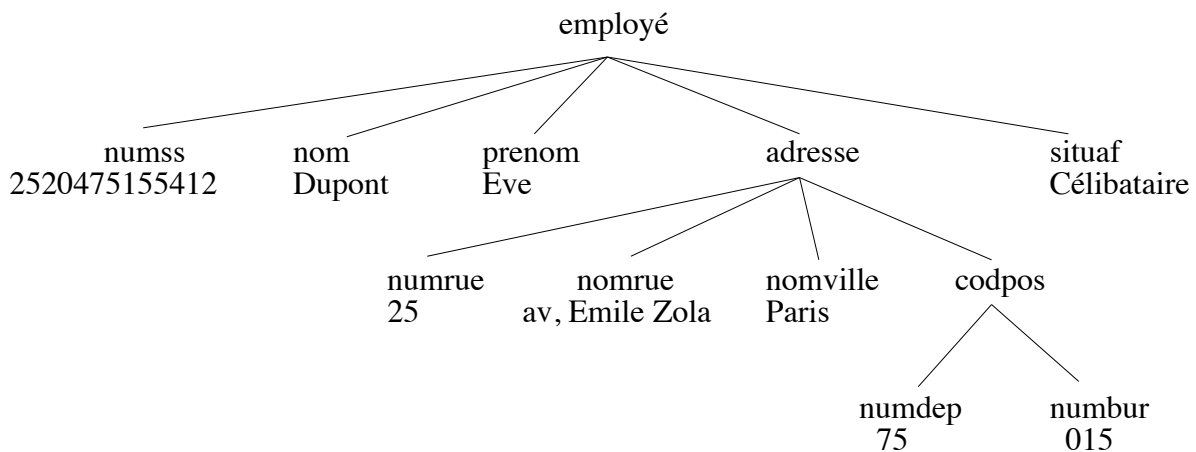 employé
numss nom prenom adresse situaf
2520475155412 Dupont Eve Célibataire
numrue nomrue nomville codpos
25 av, Emile Zola Paris
numdep numbur
75 015